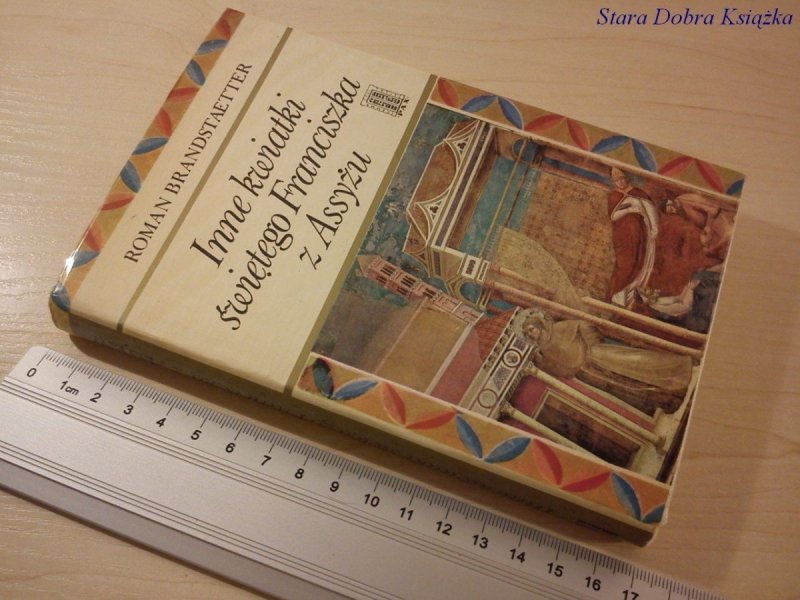 Stara Dobra Książka
ROMAN BRANDSTAETTER
Inne kwiatki
świętego Franciszka
z Assyżu
0 1cm 2 3 4 5 6 7 8 9 10 11 12 13 14 15 16 17